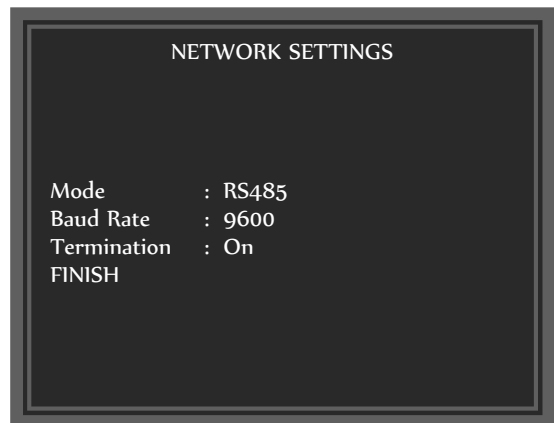 NETWORK SETTINGS
Mode : RS485
Baud Rate : 9600
Termination : On
FINISH